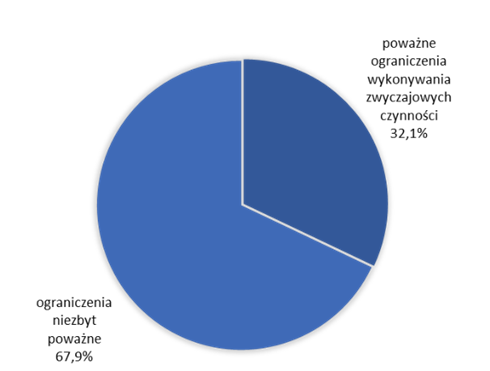 poważne
ograniczenia
wykonywania
zwyczajowych
czynności
32,1%
ograniczenia
niezbyt
poważne
67,9%